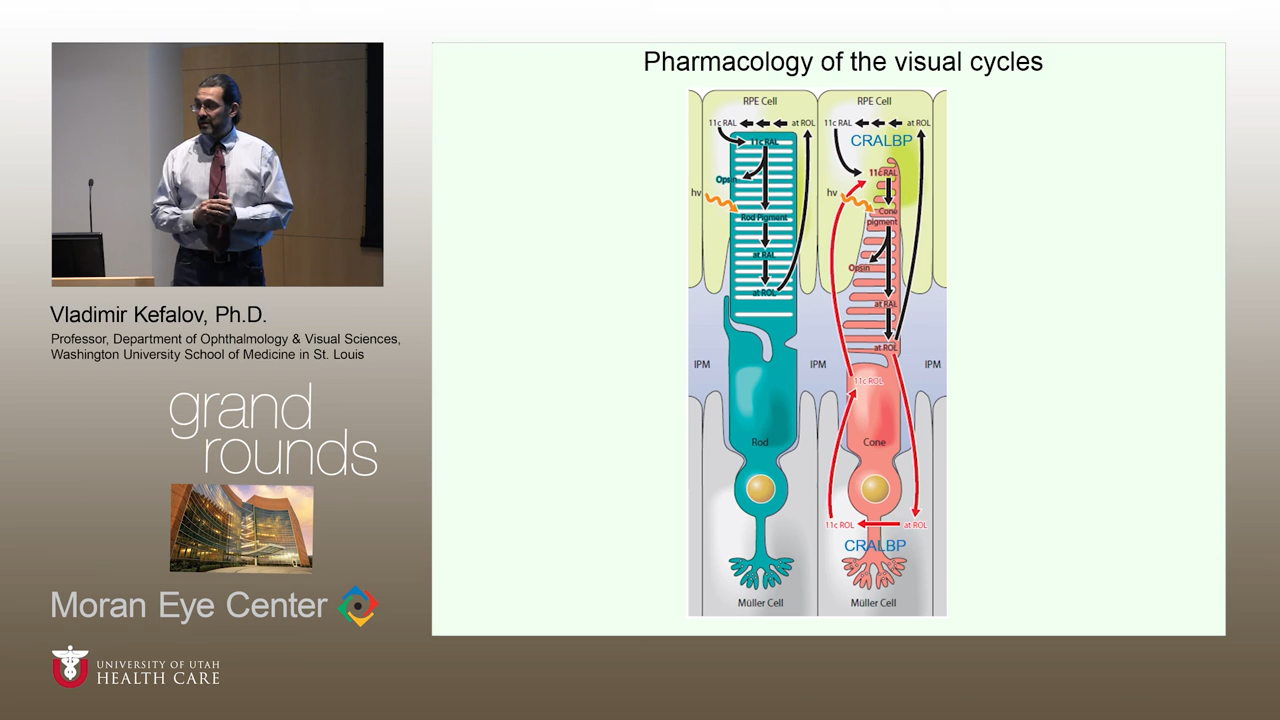 Pharmacology of the visual cycles
RPE Cell
RPE Cell
11c RAL
at ROL
11c RAL
at ROL
CRALBP
11c RAL
11c RAL
Opsin
hv
hv
Rod Pigment
Cone
pigment
at RAL
Opsin
at ROL
at RAL
at ROL
IPM
IPM
IPM
11c ROL
Rod
Cone
11c ROL
at ROL
CRALBP
Müller Cell
Müller Cell
Vladimir Kefalov, Ph.D.
Professor, Department of Ophthalmology & Visual Sciences,
Washington University School of Medicine in St. Louis
grand
rounds
Moran Eye Center
U
UNIVERSITY OF UTAH
HEALTH CARE